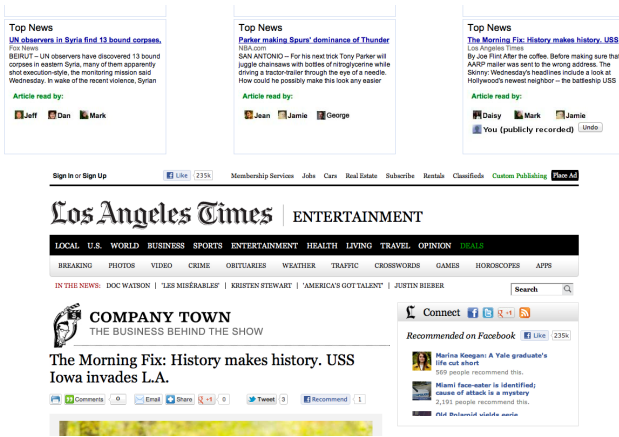 Top News
UN observers in Syria find 13 bound corpses,
Fox News
BEIRUT – UN observers have discovered 13 bound
corpses in eastern Syria, many of them apparently
shot execution-style, the monitoring mission said
Wednesday. In wake of the recent violence, Syrian
Article read by:
Jeff Dan Mark
Top News
Parker making Spurs' dominance of Thunder
NBA.com
SAN ANTONIO -- For his next trick Tony Parker will
juggle chainsaws with bottles of nitroglycerine while
driving a tractor-trailer through the eye of a needle.
How could he possibly make this look any easier
Article read by:
Jean Jamie George
Top News
The Morning Fix: History makes history. USS
Los Angeles Times
By Joe Flint After the coffee. Before making sure that
AARP mailer was sent to the wrong address. The
Skinny: Wednesday's headlines include a look at
Hollywood's newest neighbor -- the battleship USS
Article read by:
Daisy Mark Jamie
You (publicly recorded) Undo
Sign In or Sign Up Like 235k Membership Services Jobs Cars Real Estate Subscribe Rentals Classifieds Custom Publishing Place Ad
Los Angeles Times ENTERTAINMENT
LOCAL U.S. WORLD BUSINESS SPORTS ENTERTAINMENT HEALTH LIVING TRAVEL OPINION DEALS
BREAKING PHOTOS VIDEO CRIME OBITUARIES WEATHER TRAFFIC CROSSWORDS GAMES HOROSCOPES APPS
IN THE NEWS: DOC WATSON | 'LES MISÉRABLES' | KRISTEN STEWART | 'AMERICA'S GOT TALENT' | JUSTIN BIEBER
Search
COMPANY TOWN
THE BUSINESS BEHIND THE SHOW
The Morning Fix: History makes history. USS
Iowa invades L.A.
Comments 0 Email Share +1 0 Tweet 3 Recommend 1
L Connect +1
Recommended on Facebook Like 235k
Marina Keegan: A Yale graduate's
life cut short
569 people recommend this.
Miami face-eater is identified;
cause of attack is a mystery
2,191 people recommend this.
Old Polaroid yields eerie